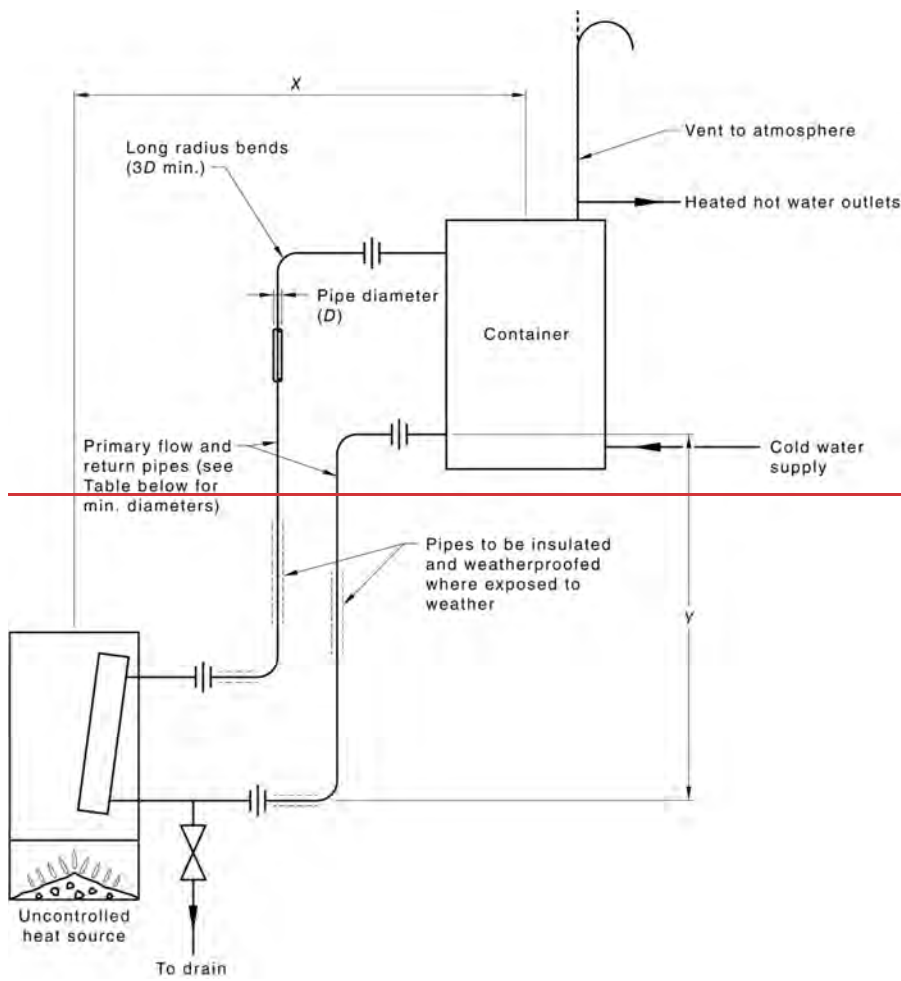 X
Long radius bends
(3D min.)
Vent to atmosphere
Heated hot water outlets
Pipe diameter
(D)
Container
Primary flow and
return pipes (see
Table below for
min. diameters)
Cold water
supply
Pipes to be insulated
and weatherproofed
where exposed to
weather
Y
Uncontrolled
heat source
To drain